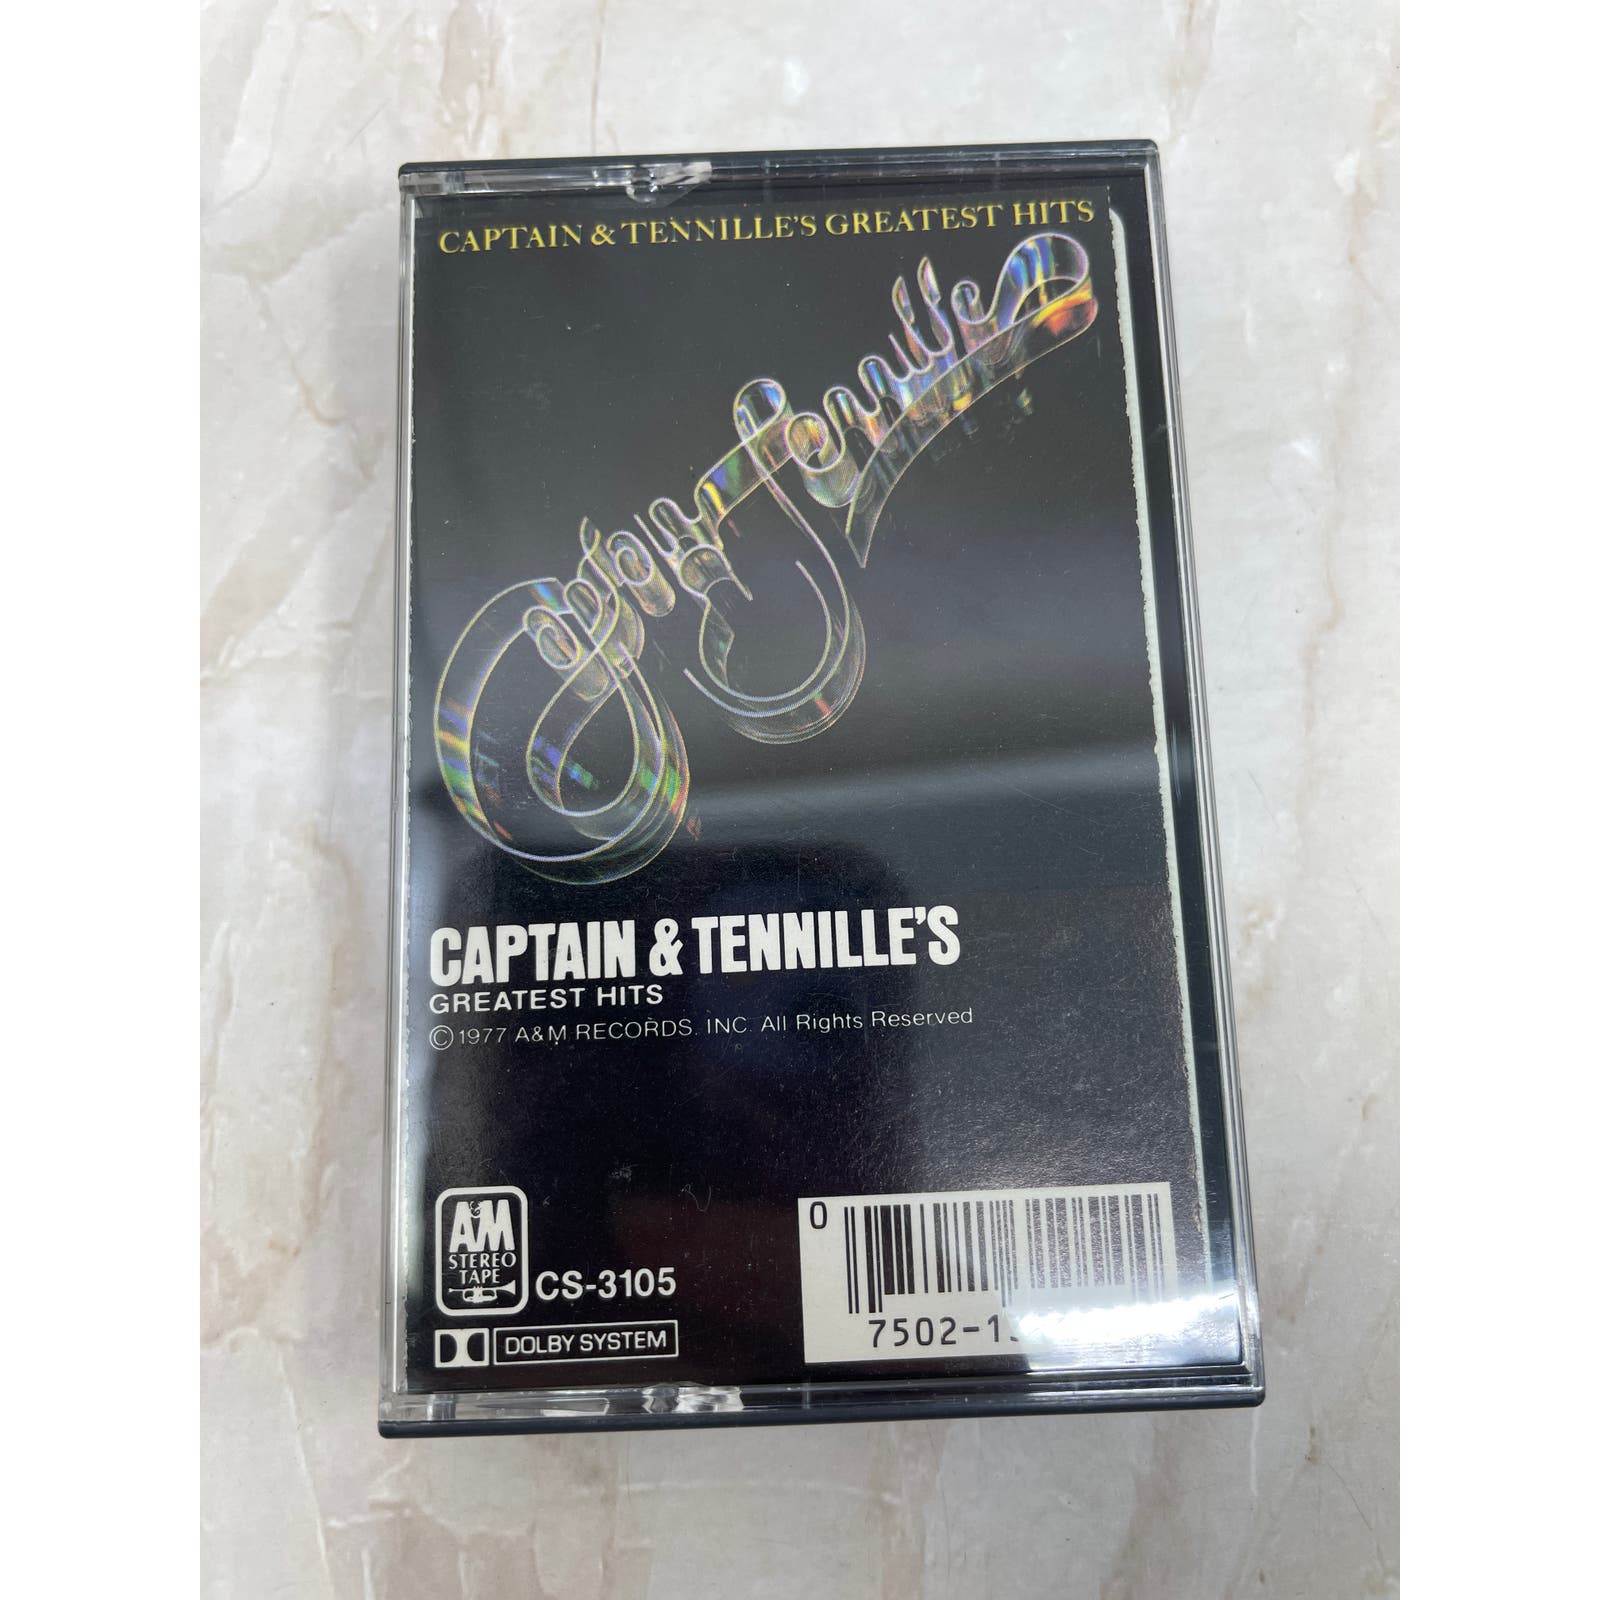 CAPTAIN & TENNILLE'S GREATEST HITS
Captain & Tennille
CAPTAIN & TENNILLE'S
GREATEST HITS
©1977 A&M RECORDS, INC. All Rights Reserved
A&M
STEREO
TAPE
CS-3105
DOLBY SYSTEM
0
7502-1